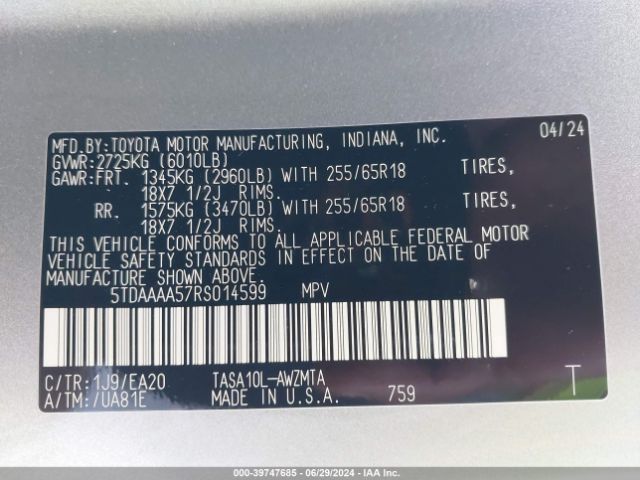 MFD.BY:TOYOTA MOTOR MANUFACTURING, INDIANA, INC. 04/24
GVWR:2725KG (6010LB)
GAWR:FRT. 1345KG (2960LB) WITH 255/65R18 TIRES,
18X7 1/2J RIMS.
RR. 1575KG (3470LB) WITH 255/65R18 TIRES,
18X7 1/2J RIMS.
THIS VEHICLE CONFORMS TO ALL APPLICABLE FEDERAL MOTOR
VEHICLE SAFETY STANDARDS IN EFFECT ON THE DATE OF
MANUFACTURE SHOWN ABOVE.
5TDAAAA57RS014599 MPV
C/TR:1J9/EA20 TASA10L-AWZMTA
A/TM:/UA81E MADE IN U.S.A. 759 T
000-39747685 - 06/29/2024 - IAA Inc.